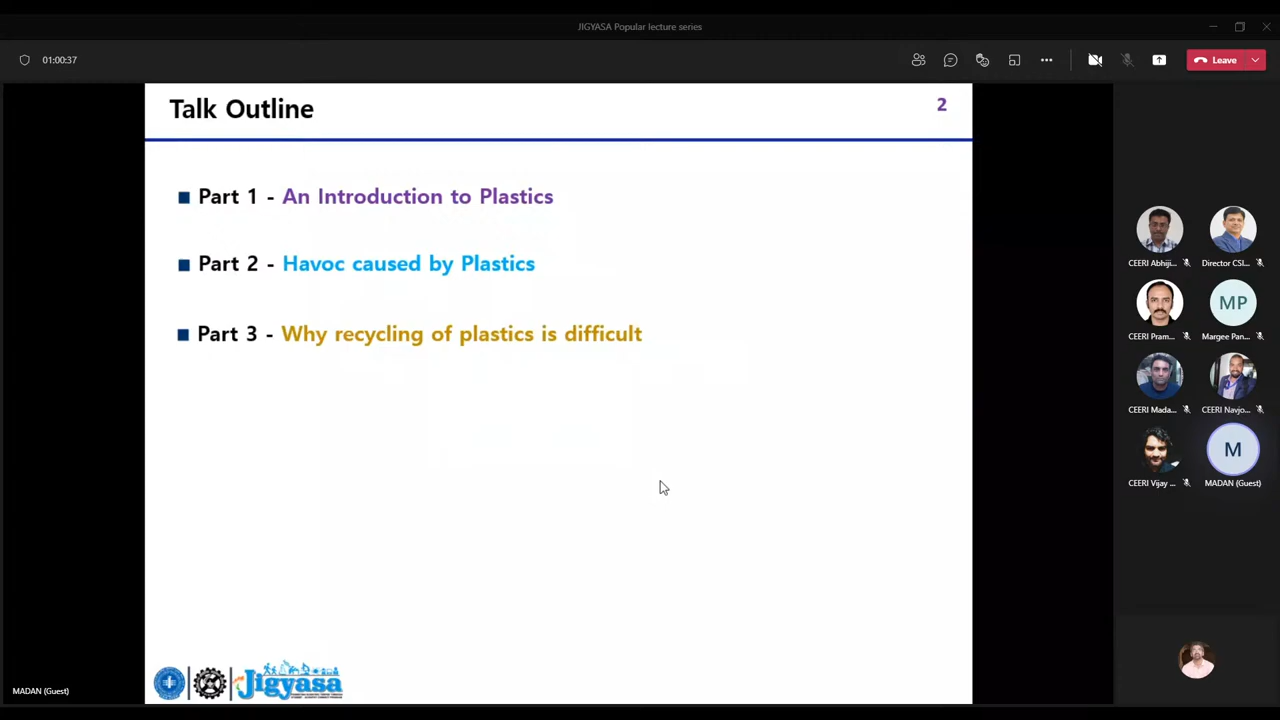 JIGYASA Popular lecture series
01:00:37
Leave
Talk Outline
2
Part 1 - An Introduction to Plastics
Part 2 - Havoc caused by Plastics
Part 3 - Why recycling of plastics is difficult
CEERI Abhiji...
Director CSI...
MP
CEERI Pram...
Margee Pan...
CEERI Mada...
CEERI Navjo...
M
CEERI Vijay ...
MADAN (Guest)
Jigyasa
MADAN (Guest)